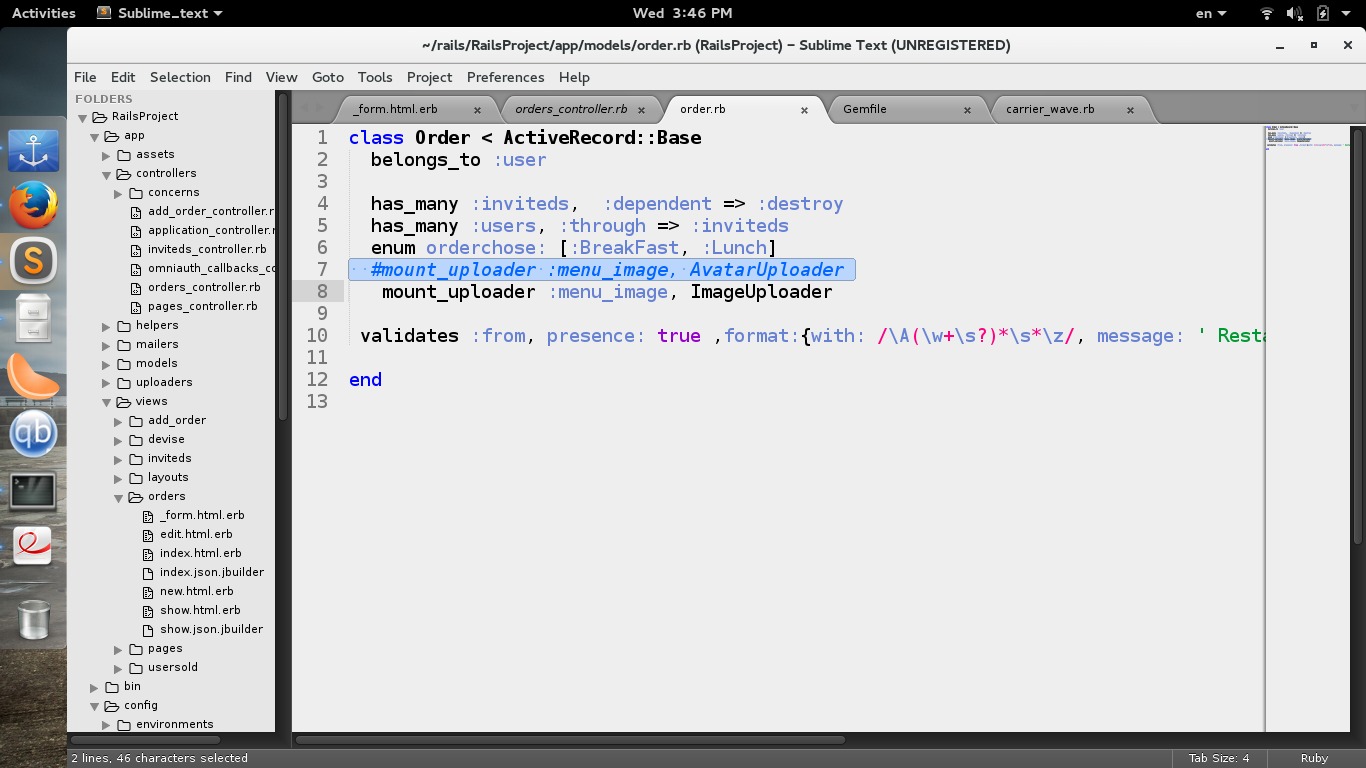 Activities Sublime_text Wed 3:46 PM en
~/rails/RailsProject/app/models/order.rb (RailsProject) – Sublime Text (UNREGISTERED)
File Edit Selection Find View Goto Tools Project Preferences Help
FOLDERS
RailsProject
app
assets
controllers
concerns
add_order_controller.r
application_controller.r
inviteds_controller.rb
omniauth_callbacks_co
orders_controller.rb
pages_controller.rb
helpers
mailers
models
uploaders
views
add_order
devise
inviteds
layouts
orders
_form.html.erb
edit.html.erb
index.html.erb
index.json.jbuilder
new.html.erb
show.html.erb
show.json.jbuilder
pages
usersold
bin
config
environments
_form.html.erb orders_controller.rb order.rb Gemfile carrier_wave.rb
1 class Order < ActiveRecord::Base
2 belongs_to :user
3
4 has_many :inviteds,  :dependent => :destroy
5 has_many :users, :through => :inviteds
6 enum orderchose: [:BreakFast, :Lunch]
7 #mount_uploader :menu_image, AvatarUploader
8 mount_uploader :menu_image, ImageUploader
9
10 validates :from, presence: true ,format:{with: /\A(\w+\s?)*\s*\z/, message: ' Resta
11
12 end
13
2 lines, 46 characters selected Tab Size: 4 Ruby